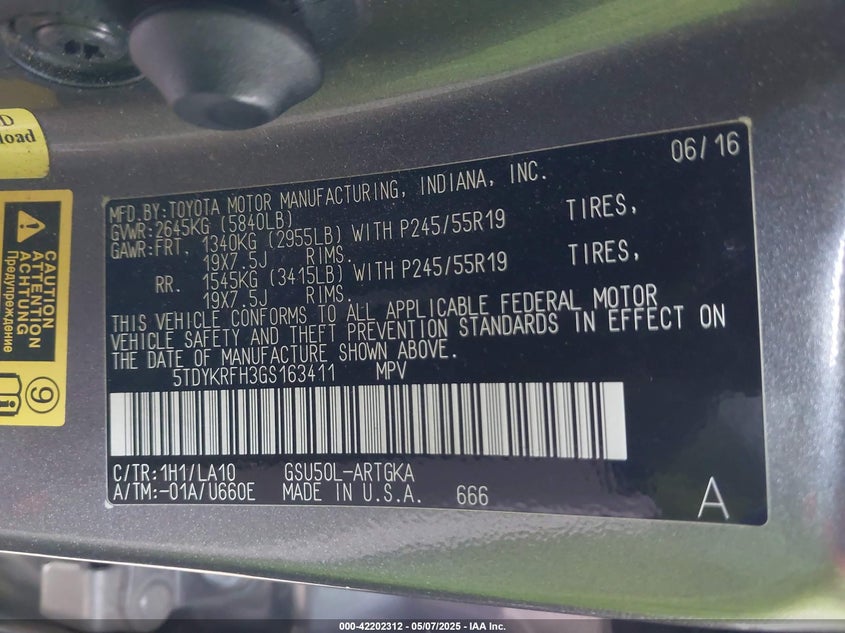 D
load
CAUTION
ATTENTION
ACHTUNG
Предупреждение
9
i
06/16
MFD.BY:TOYOTA MOTOR MANUFACTURING, INDIANA, INC.
GVWR:2645KG (5840LB)
GAWR:FRT. 1340KG (2955LB) WITH P245/55R19 TIRES,
19X7.5J RIMS.
RR. 1545KG (3415LB) WITH P245/55R19 TIRES,
19X7.5J RIMS.
THIS VEHICLE CONFORMS TO ALL APPLICABLE FEDERAL MOTOR
VEHICLE SAFETY AND THEFT PREVENTION STANDARDS IN EFFECT ON
THE DATE OF MANUFACTURE SHOWN ABOVE.
5TDYKRFH3GS163411 MPV
C/TR:1H1/LA10 GSU50L-ARTGKA
A/TM:-01A/U660E MADE IN U.S.A. 666
A
000-42202312 - 05/07/2025 - IAA Inc.